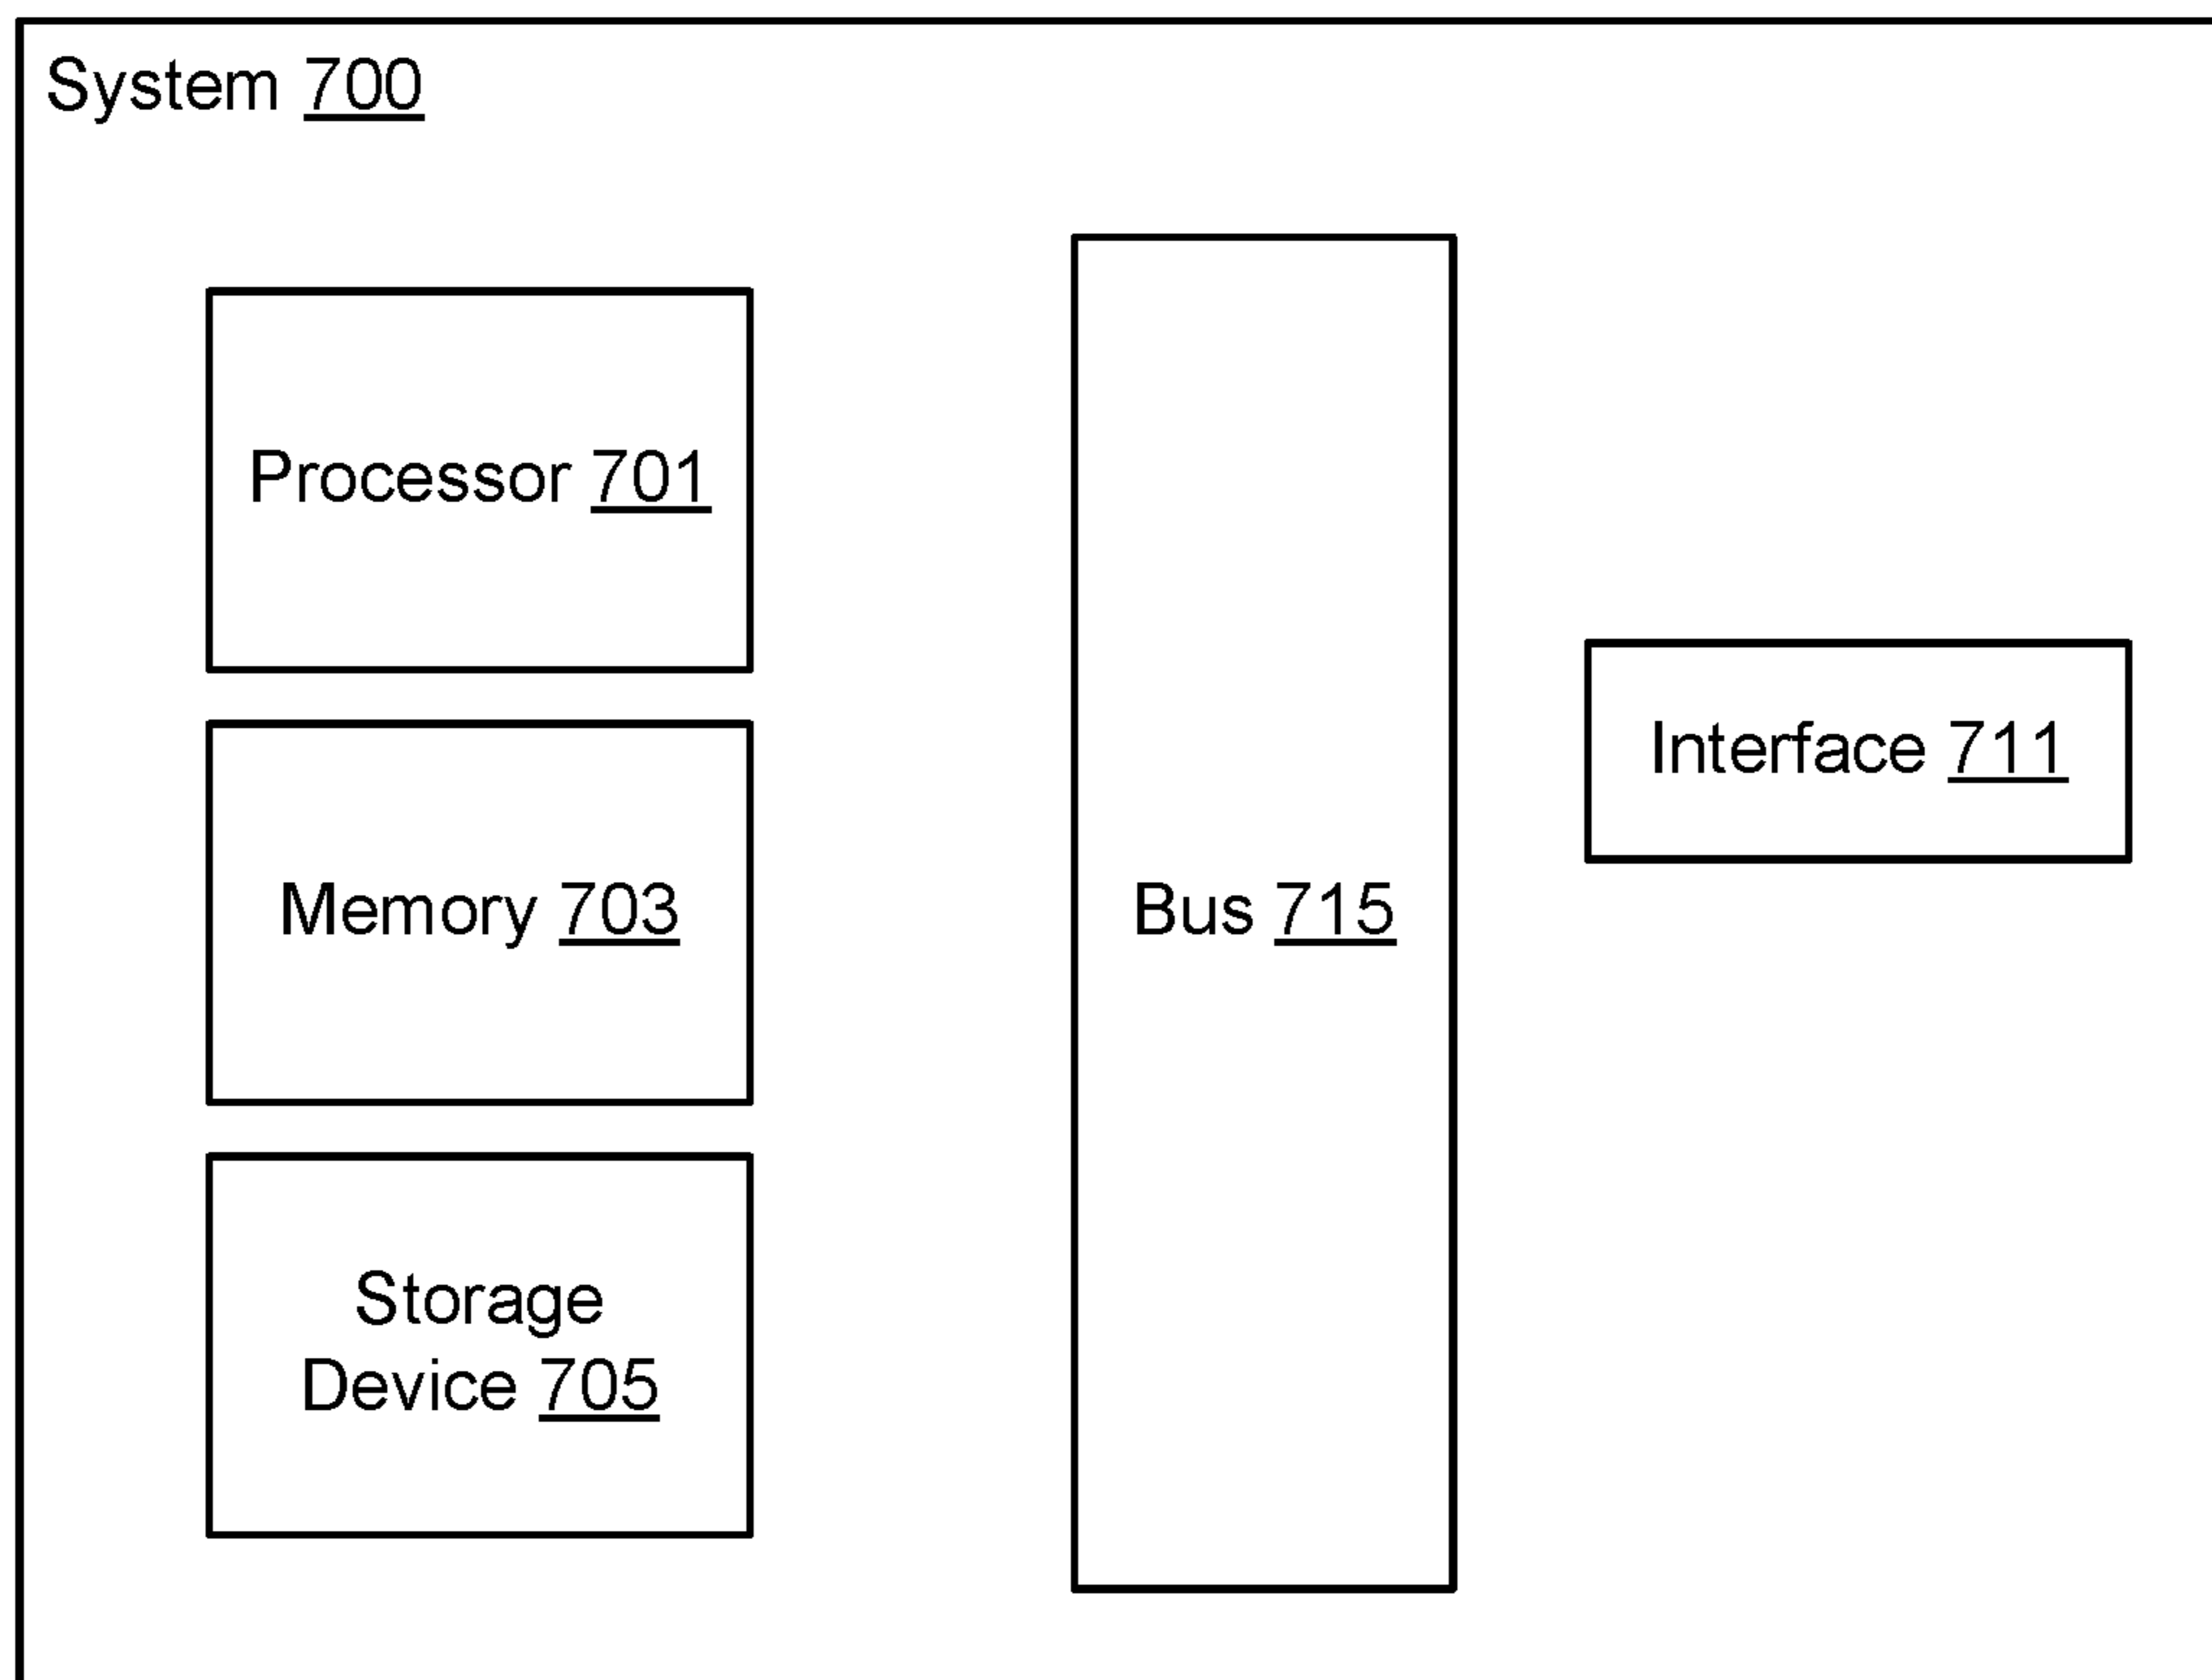 System 700
Processor 701
Memory 703
Storage
Device 705
Bus 715
Interface 711